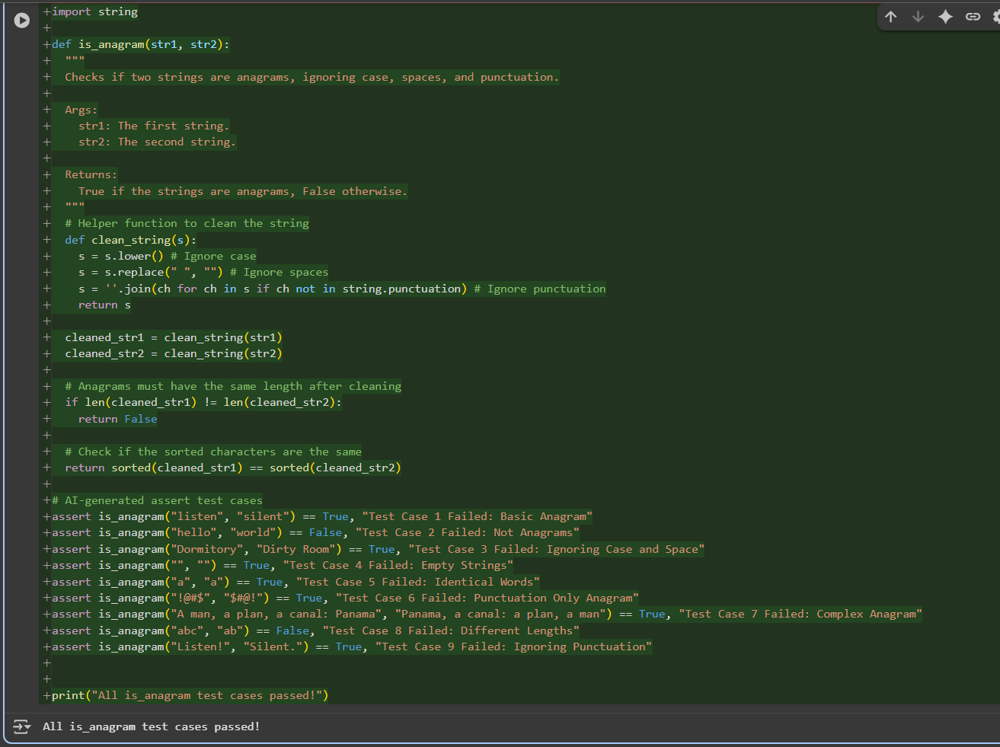 +import string
+
+def is_anagram(str1, str2):
+  """
+  Checks if two strings are anagrams, ignoring case, spaces, and punctuation.
+
+  Args:
+    str1: The first string.
+    str2: The second string.
+
+  Returns:
+    True if the strings are anagrams, False otherwise.
+  """
+  # Helper function to clean the string
+  def clean_string(s):
+    s = s.lower() # Ignore case
+    s = s.replace(" ", "") # Ignore spaces
+    s = ''.join(ch for ch in s if ch not in string.punctuation) # Ignore punctuation
+    return s
+
+  cleaned_str1 = clean_string(str1)
+  cleaned_str2 = clean_string(str2)
+
+  # Anagrams must have the same length after cleaning
+  if len(cleaned_str1) != len(cleaned_str2):
+    return False
+
+  # Check if the sorted characters are the same
+  return sorted(cleaned_str1) == sorted(cleaned_str2)
+
+# AI-generated assert test cases
+assert is_anagram("listen", "silent") == True, "Test Case 1 Failed: Basic Anagram"
+assert is_anagram("hello", "world") == False, "Test Case 2 Failed: Not Anagrams"
+assert is_anagram("Dormitory", "Dirty Room") == True, "Test Case 3 Failed: Ignoring Case and Space"
+assert is_anagram("", "") == True, "Test Case 4 Failed: Empty Strings"
+assert is_anagram("a", "a") == True, "Test Case 5 Failed: Identical Words"
+assert is_anagram("!@#$", "$#@!") == True, "Test Case 6 Failed: Punctuation Only Anagram"
+assert is_anagram("A man, a plan, a canal: Panama", "Panama, a canal: a plan, a man") == True, "Test Case 7 Failed: Complex Anagram"
+assert is_anagram("abc", "ab") == False, "Test Case 8 Failed: Different Lengths"
+assert is_anagram("Listen!", "Silent.") == True, "Test Case 9 Failed: Ignoring Punctuation"
+
+
+print("All is_anagram test cases passed!")
All is_anagram test cases passed!